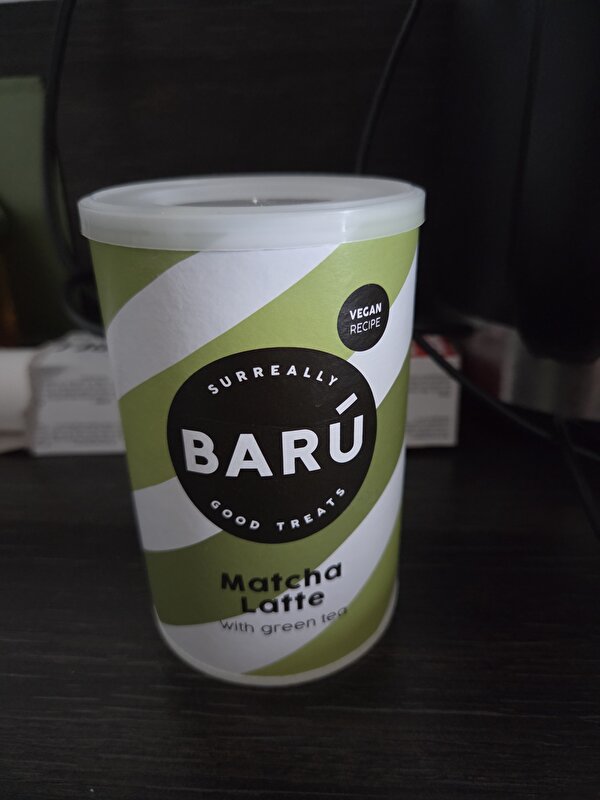 VEGAN
RECIPE
SURREALLY
BARÚ
GOOD TREATS
Matcha
Latte
with green tea